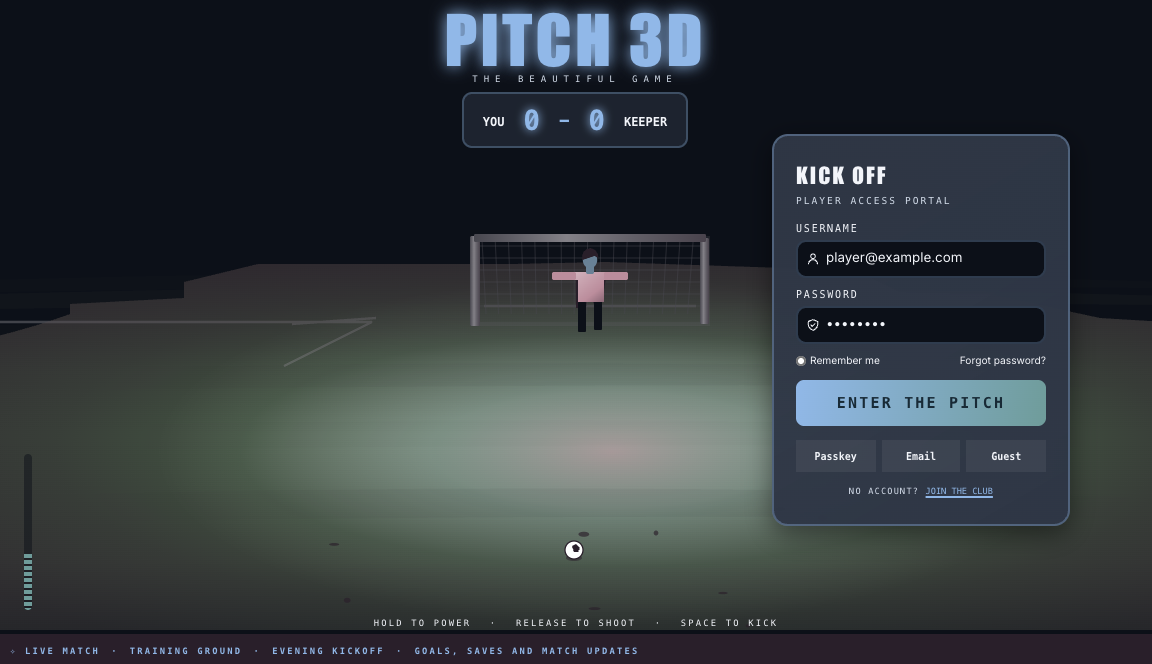 PITCH 3D
THE BEAUTIFUL GAME
YOU 0 – 0 KEEPER
KICK OFF
PLAYER ACCESS PORTAL
USERNAME
player@example.com
PASSWORD
••••••••
Remember me Forgot password?
ENTER THE PITCH
Passkey Email Guest
NO ACCOUNT? JOIN THE CLUB
HOLD TO POWER · RELEASE TO SHOOT · SPACE TO KICK
LIVE MATCH · TRAINING GROUND · EVENING KICKOFF · GOALS, SAVES AND MATCH UPDATES